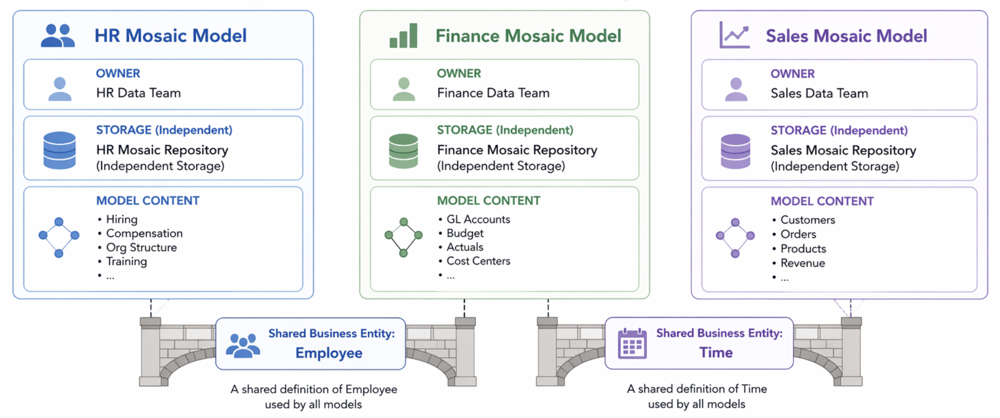 HR Mosaic Model
OWNER
HR Data Team
STORAGE (Independent)
HR Mosaic Repository
(Independent Storage)
MODEL CONTENT
• Hiring
• Compensation
• Org Structure
• Training
• ...
Finance Mosaic Model
OWNER
Finance Data Team
STORAGE (Independent)
Finance Mosaic Repository
(Independent Storage)
MODEL CONTENT
• GL Accounts
• Budget
• Actuals
• Cost Centers
• ...
Sales Mosaic Model
OWNER
Sales Data Team
STORAGE (Independent)
Sales Mosaic Repository
(Independent Storage)
MODEL CONTENT
• Customers
• Orders
• Products
• Revenue
• ...
Shared Business Entity:
Employee
A shared definition of Employee
used by all models
Shared Business Entity:
Time
A shared definition of Time
used by all models